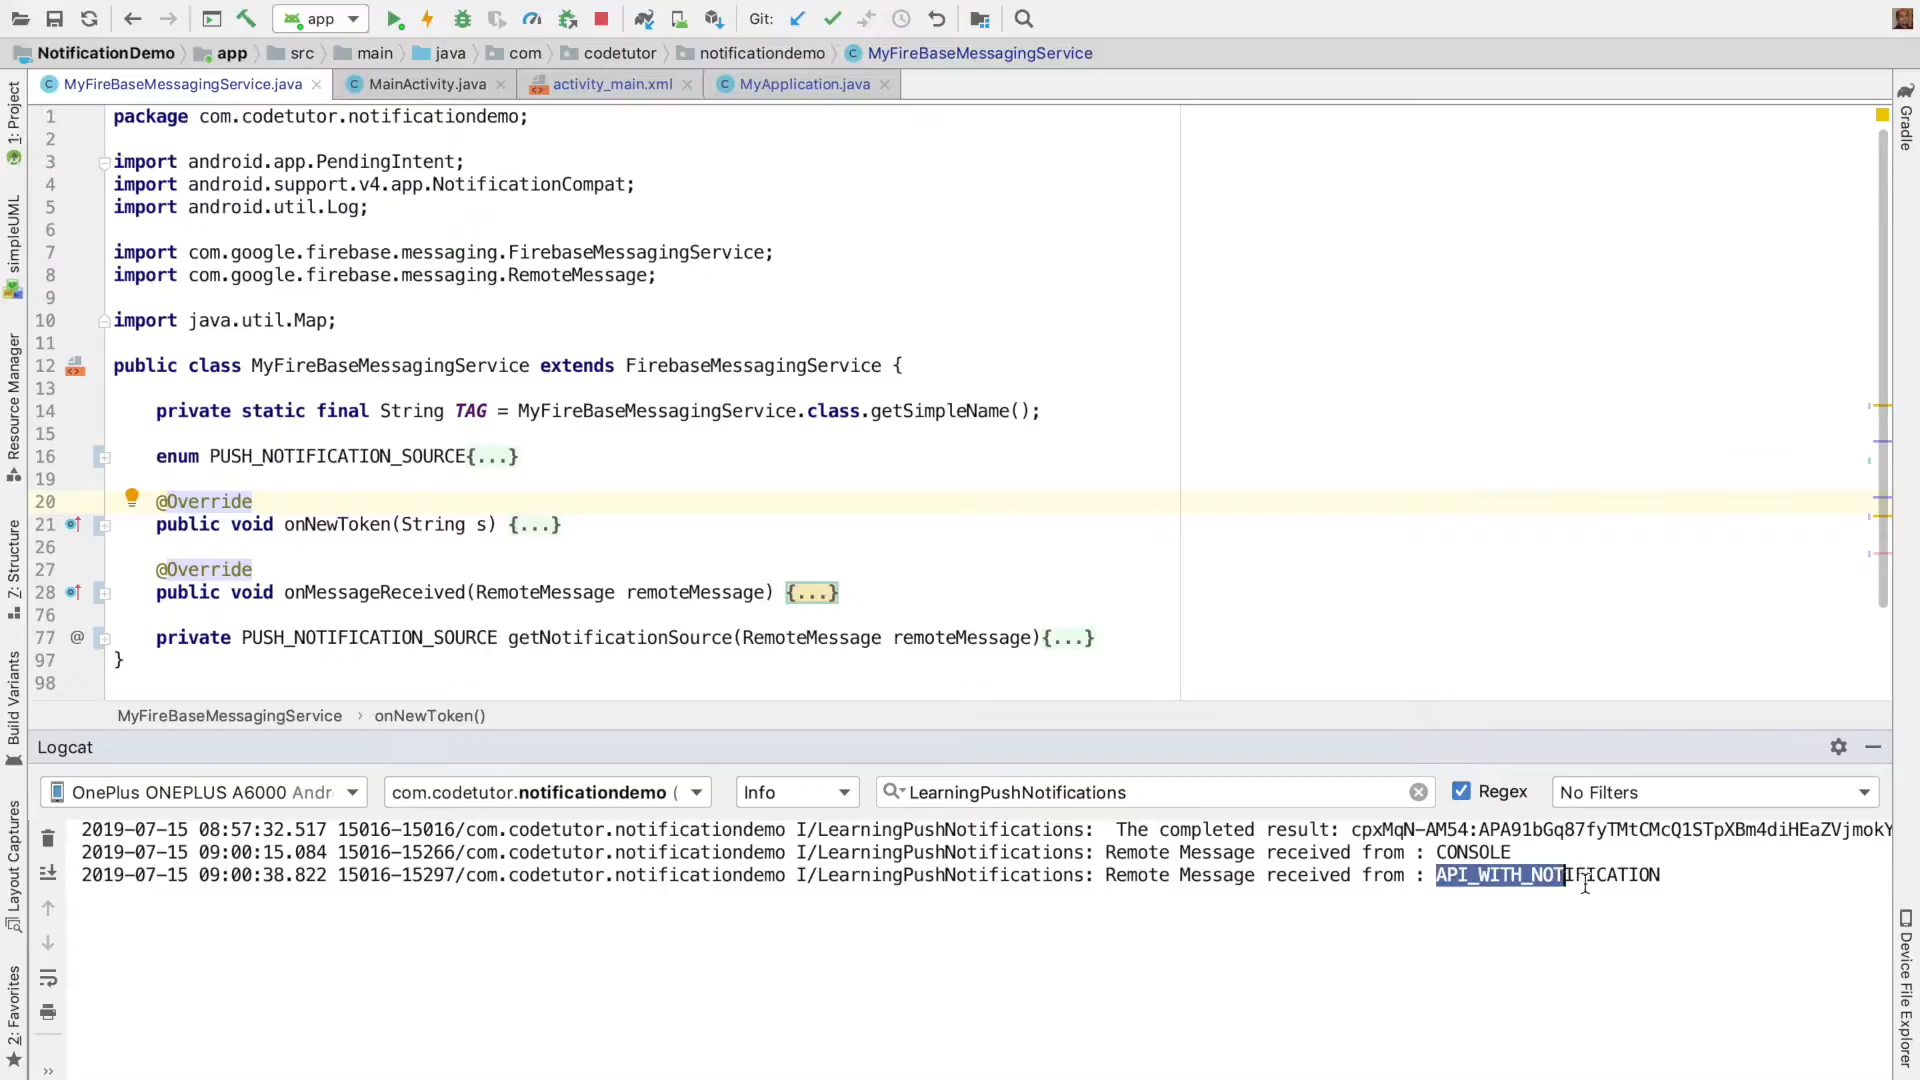 app
Git:
NotificationDemo app src main java com codetutor notificationdemo MyFireBaseMessagingService
MyFireBaseMessagingService.java MainActivity.java activity_main.xml MyApplication.java
1: Project
simpleUML
Resource Manager
Z: Structure
Build Variants
Layout Captures
2: Favorites
1 package com.codetutor.notificationdemo;
2
3 import android.app.PendingIntent;
4 import android.support.v4.app.NotificationCompat;
5 import android.util.Log;
6
7 import com.google.firebase.messaging.FirebaseMessagingService;
8 import com.google.firebase.messaging.RemoteMessage;
9
10 import java.util.Map;
11
12 public class MyFireBaseMessagingService extends FirebaseMessagingService {
13
14 private static final String TAG = MyFireBaseMessagingService.class.getSimpleName();
15
16 enum PUSH_NOTIFICATION_SOURCE{...}
19
20 @Override
21 public void onNewToken(String s) {...}
26
27 @Override
28 public void onMessageReceived(RemoteMessage remoteMessage) {...}
76
77 @ private PUSH_NOTIFICATION_SOURCE getNotificationSource(RemoteMessage remoteMessage){...}
97 }
98
MyFireBaseMessagingService › onNewToken()
Logcat
OnePlus ONEPLUS A6000 Andr com.codetutor.notificationdemo ( Info LearningPushNotifications Regex No Filters
2019-07-15 08:57:32.517 15016-15016/com.codetutor.notificationdemo I/LearningPushNotifications: The completed result: cpxMqN-AM54:APA91bGq87fyTMtCMcQ1STpXBm4diHEaZVjmokY
2019-07-15 09:00:15.084 15016-15266/com.codetutor.notificationdemo I/LearningPushNotifications: Remote Message received from : CONSOLE
2019-07-15 09:00:38.822 15016-15297/com.codetutor.notificationdemo I/LearningPushNotifications: Remote Message received from : API_WITH_NOTIFICATION
Gradle
Device File Explorer